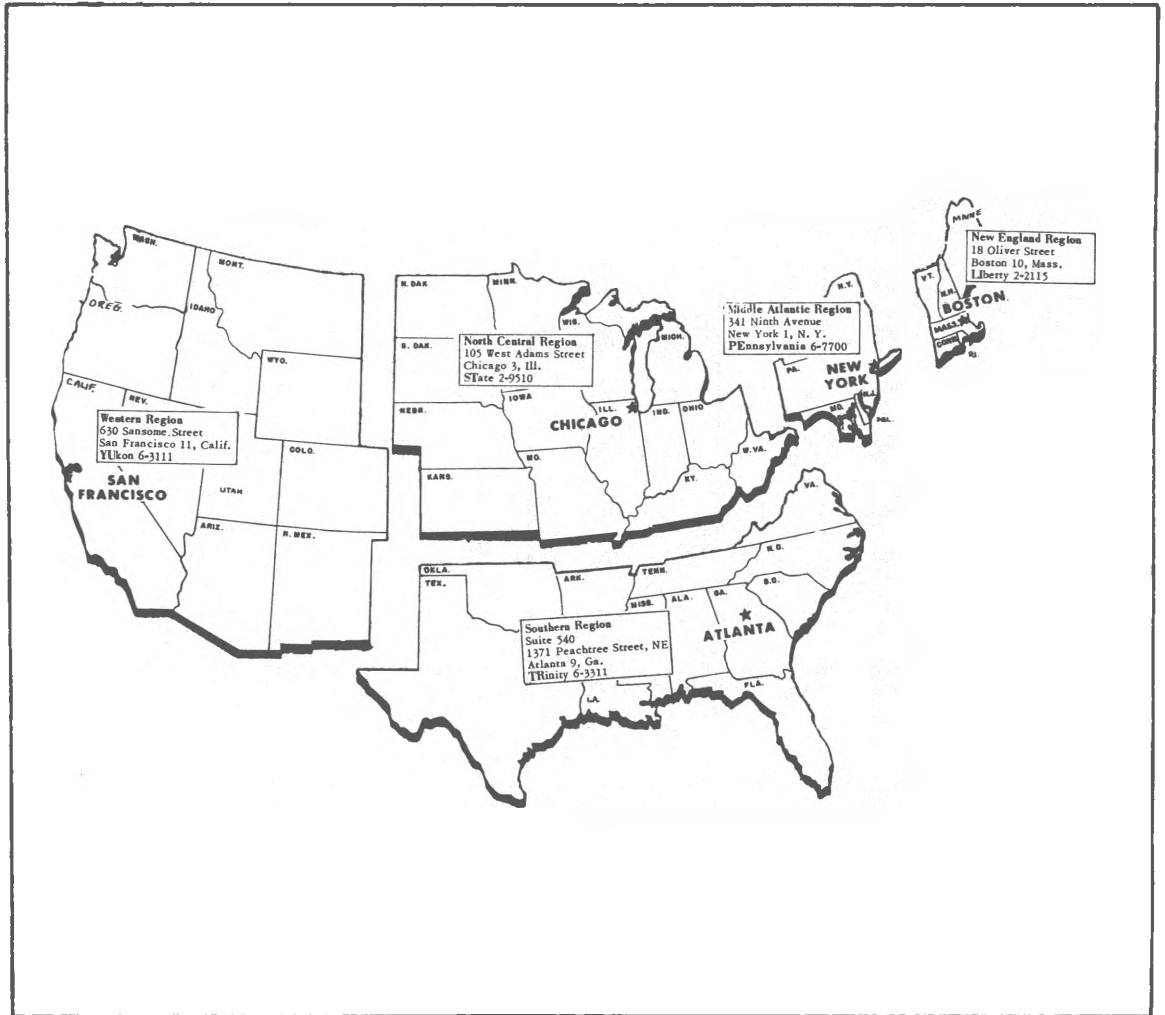 WASH.
MONT.
OREG.
IDAHO
WYO.
CALIF.
NEV.
Western Region
630 Sansome Street
San Francisco 11, Calif.
YUkon 6-3111
SAN
FRANCISCO
UTAH
COLO.
ARIZ.
N. MEX.
N. DAK
MINN.
S. DAK.
WIS.
MICH.
North Central Region
105 West Adams Street
Chicago 3, Ill.
STate 2-9510
NEBR.
IOWA
ILL.
IND.
OHIO
CHICAGO
MO.
W.VA.
KANS.
KY.
MAINE
New England Region
18 Oliver Street
Boston 10, Mass.
LIberty 2-2115
VT.
N.H.
BOSTON
MASS.
CONN.
R.I.
N.Y.
Middle Atlantic Region
341 Ninth Avenue
New York 1, N. Y.
PEnnsylvania 6-7700
PA.
NEW
YORK
N.J.
MD.
DEL.
VA.
OKLA.
TEX.
ARK.
TENN.
N.C.
S.C.
MISS.
ALA.
GA.
ATLANTA
Southern Region
Suite 540
1371 Peachtree Street, NE
Atlanta 9, Ga.
TRinity 6-3311
LA.
FLA.